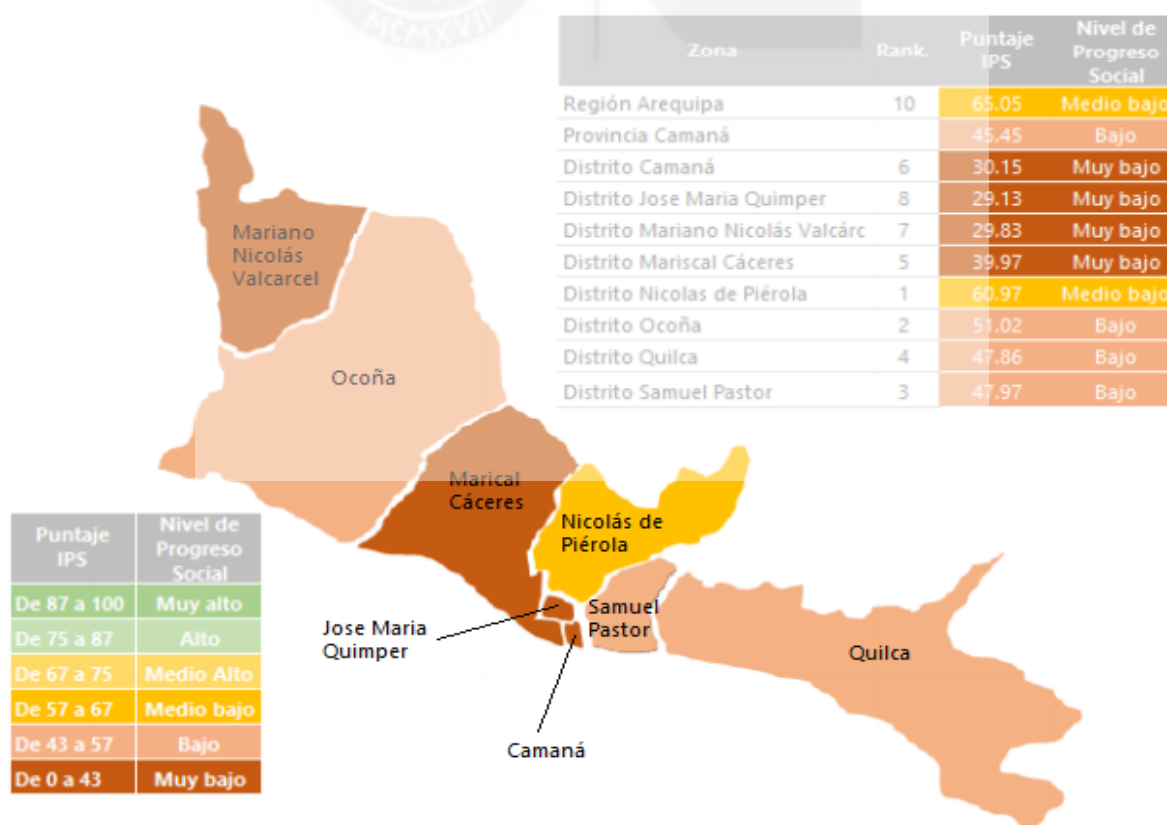 MCMXVII
Zona Rank. Puntaje IPS Nivel de Progreso Social
Región Arequipa 10 65.05 Medio bajo
Provincia Camaná 45.45 Bajo
Distrito Camaná 6 30.15 Muy bajo
Distrito Jose Maria Quimper 8 29.13 Muy bajo
Distrito Mariano Nicolás Valcárc 7 29.83 Muy bajo
Distrito Mariscal Cáceres 5 39.97 Muy bajo
Distrito Nicolas de Piérola 1 60.97 Medio bajo
Distrito Ocoña 2 51.02 Bajo
Distrito Quilca 4 47.86 Bajo
Distrito Samuel Pastor 3 47.97 Bajo
Mariano
Nicolás
Valcarcel
Ocoña
Marical
Cáceres
Nicolás de
Piérola
Jose Maria
Quimper
Samuel
Pastor
Quilca
Camaná
Puntaje IPS Nivel de Progreso Social
De 87 a 100 Muy alto
De 75 a 87 Alto
De 67 a 75 Medio Alto
De 57 a 67 Medio bajo
De 43 a 57 Bajo
De 0 a 43 Muy bajo